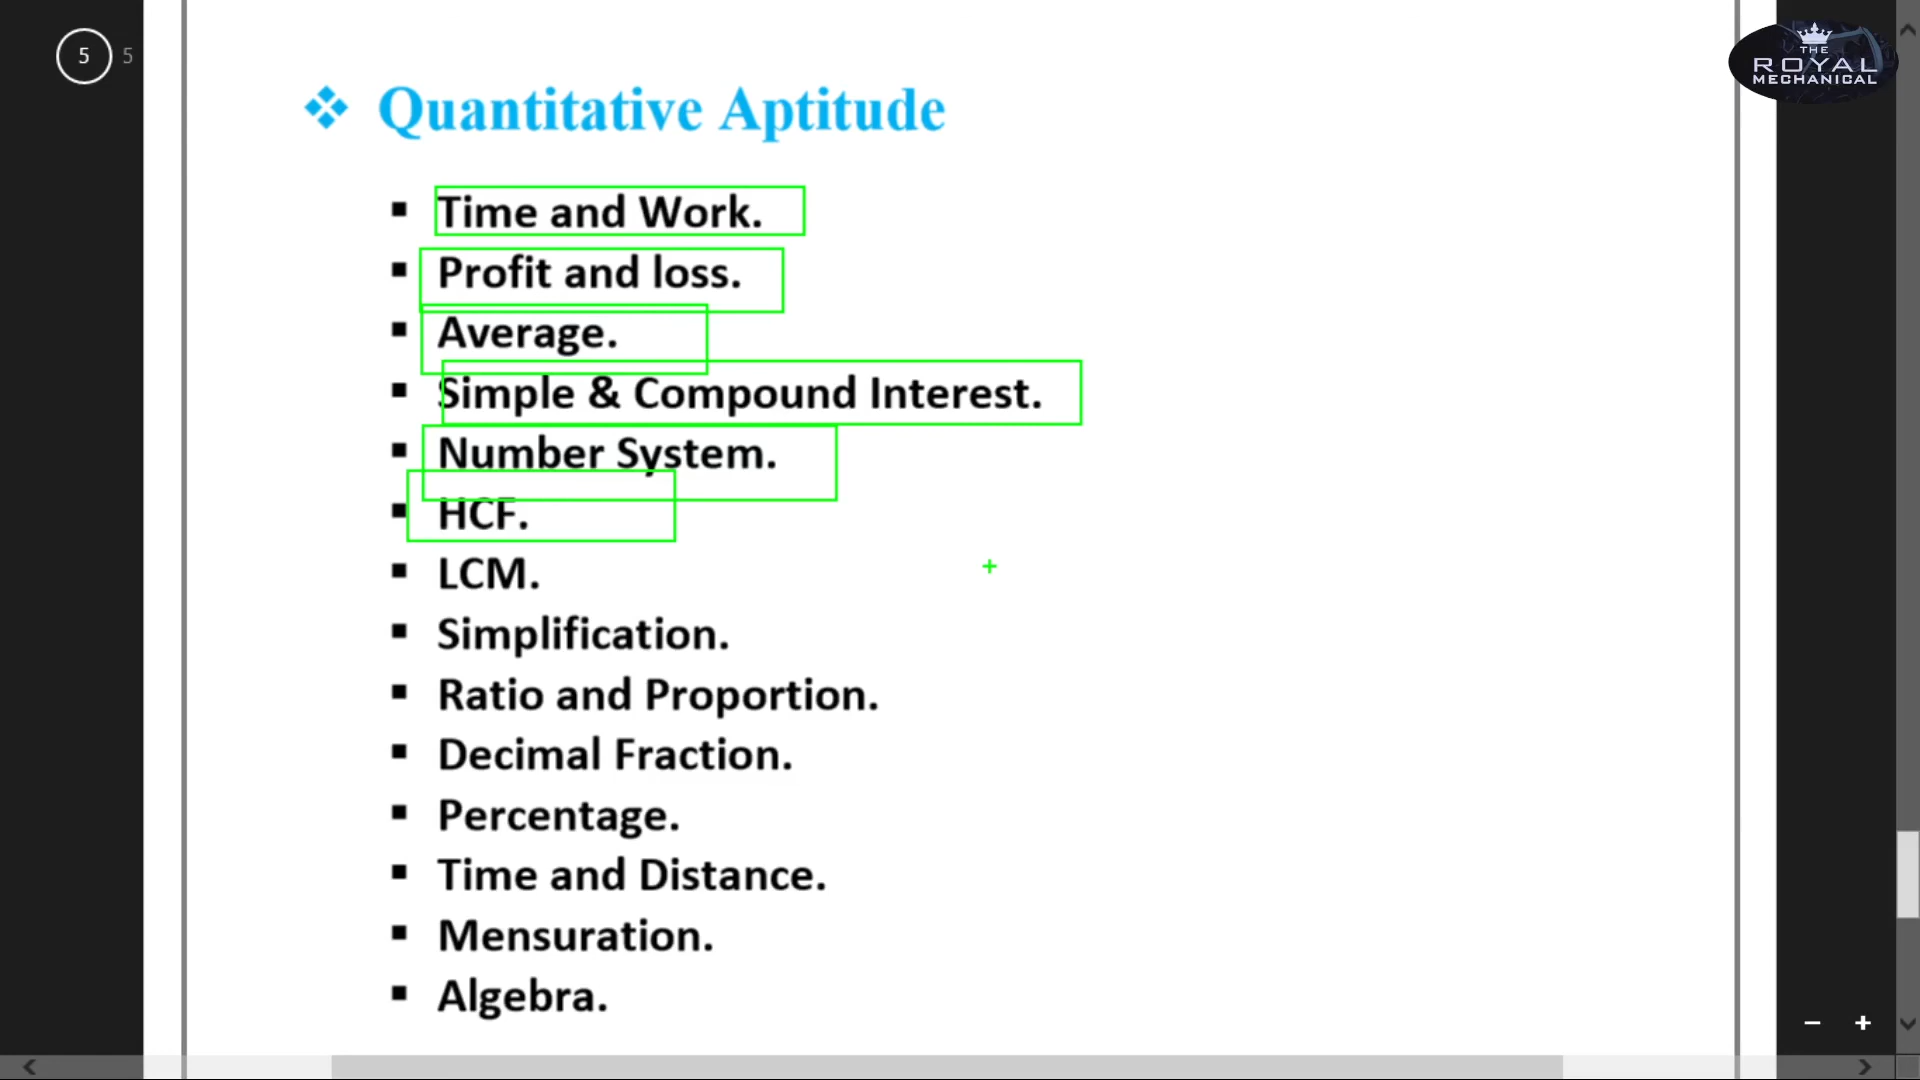 5 5
THE
ROYAL
MECHANICAL
❖ Quantitative Aptitude
▪ Time and Work.
▪ Profit and loss.
▪ Average.
▪ Simple & Compound Interest.
▪ Number System.
▪ HCF.
▪ LCM.
▪ Simplification.
▪ Ratio and Proportion.
▪ Decimal Fraction.
▪ Percentage.
▪ Time and Distance.
▪ Mensuration.
▪ Algebra.